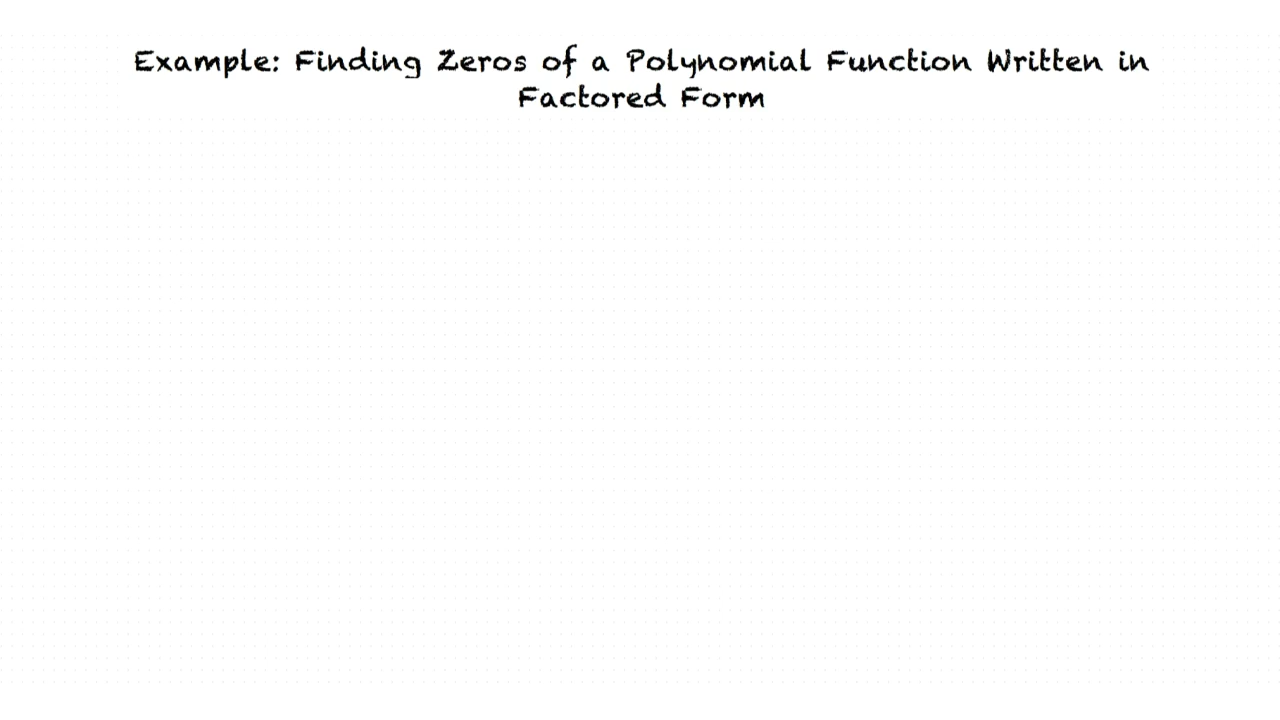 Example: Finding Zeros of a Polynomial Function Written in
Factored Form